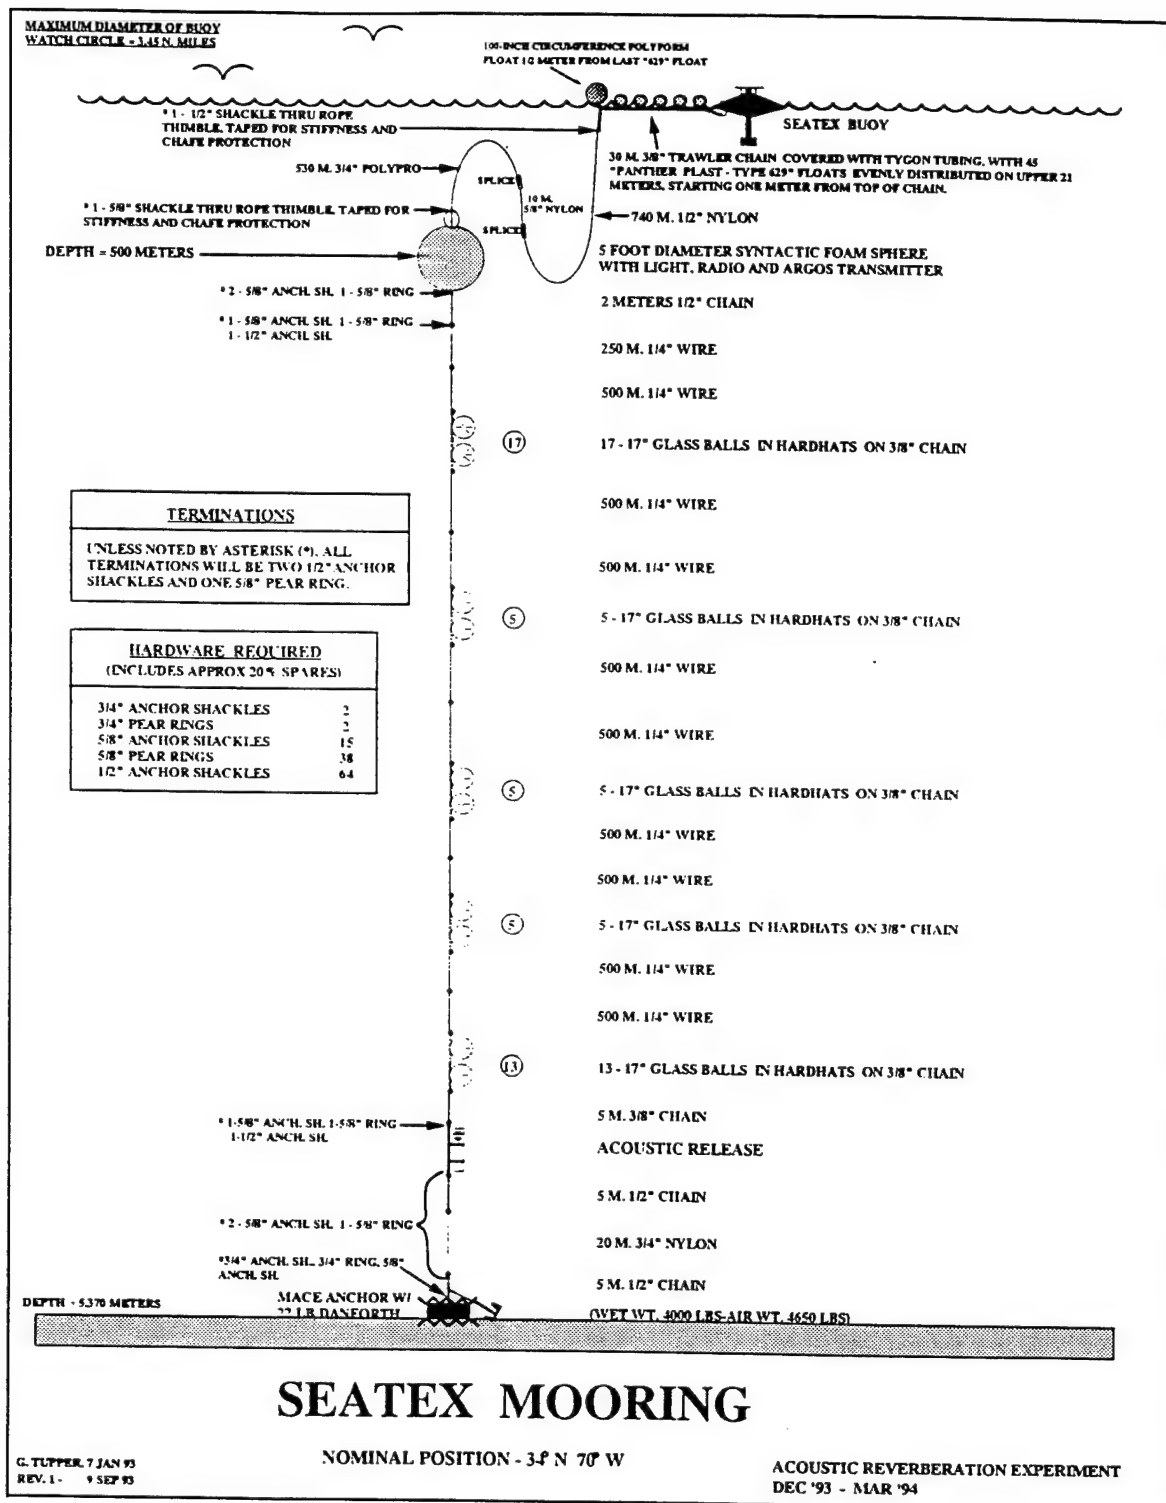 MAXIMUM DIAMETER OF BUOY
WATCH CIRCLE = 3.45 N. MILES
100-INCH CIRCUMFERENCE POLYFORM
FLOAT 1/2 METER FROM LAST "629" FLOAT
* 1 - 1/2" SHACKLE THRU ROPE
THIMBLE, TAPED FOR STIFFNESS AND
CHAFE PROTECTION
SEATEX BUOY
30 M. 3/8" TRAWLER CHAIN COVERED WITH TYGON TUBING, WITH 45
"PANTHER PLAST - TYPE 629" FLOATS EVENLY DISTRIBUTED ON UPPER 21
METERS, STARTING ONE METER FROM TOP OF CHAIN.
530 M. 3/4" POLYPRO
SPLICE
10 M.
5/8" NYLON
SPLICE
* 1 - 5/8" SHACKLE THRU ROPE THIMBLE, TAPED FOR
STIFFNESS AND CHAFE PROTECTION
740 M. 1/2" NYLON
DEPTH = 500 METERS
5 FOOT DIAMETER SYNTACTIC FOAM SPHERE
WITH LIGHT, RADIO AND ARGOS TRANSMITTER
* 2 - 5/8" ANCH. SH. 1 - 5/8" RING
2 METERS 1/2" CHAIN
* 1 - 5/8" ANCH. SH. 1 - 5/8" RING
1 - 1/2" ANCH. SH.
250 M. 1/4" WIRE
500 M. 1/4" WIRE
17
17 - 17" GLASS BALLS IN HARDHATS ON 3/8" CHAIN
500 M. 1/4" WIRE
TERMINATIONS
UNLESS NOTED BY ASTERISK (*), ALL
TERMINATIONS WILL BE TWO 1/2" ANCHOR
SHACKLES AND ONE 5/8" PEAR RING.
500 M. 1/4" WIRE
5
5 - 17" GLASS BALLS IN HARDHATS ON 3/8" CHAIN
HARDWARE REQUIRED
(INCLUDES APPROX 20% SPARES)
3/4" ANCHOR SHACKLES 2
3/4" PEAR RINGS 2
5/8" ANCHOR SHACKLES 15
5/8" PEAR RINGS 38
1/2" ANCHOR SHACKLES 64
500 M. 1/4" WIRE
500 M. 1/4" WIRE
5
5 - 17" GLASS BALLS IN HARDHATS ON 3/8" CHAIN
500 M. 1/4" WIRE
500 M. 1/4" WIRE
5
5 - 17" GLASS BALLS IN HARDHATS ON 3/8" CHAIN
500 M. 1/4" WIRE
500 M. 1/4" WIRE
13
13 - 17" GLASS BALLS IN HARDHATS ON 3/8" CHAIN
5 M. 3/8" CHAIN
* 1-5/8" ANCH. SH. 1-5/8" RING
1-1/2" ANCH. SH.
ACOUSTIC RELEASE
5 M. 1/2" CHAIN
* 2 - 5/8" ANCH. SH. 1 - 5/8" RING
20 M. 3/4" NYLON
*3/4" ANCH. SH., 3/4" RING, 5/8"
ANCH. SH.
5 M. 1/2" CHAIN
MACE ANCHOR W/
22 LB DANFORTH
DEPTH - 5,370 METERS
(WET WT. 4000 LBS-AIR WT. 4650 LBS)
SEATEX MOORING
NOMINAL POSITION - 34° N 70° W
G. TUPPER, 7 JAN 93
REV. 1 - 9 SEP 93
ACOUSTIC REVERBERATION EXPERIMENT
DEC '93 - MAR '94